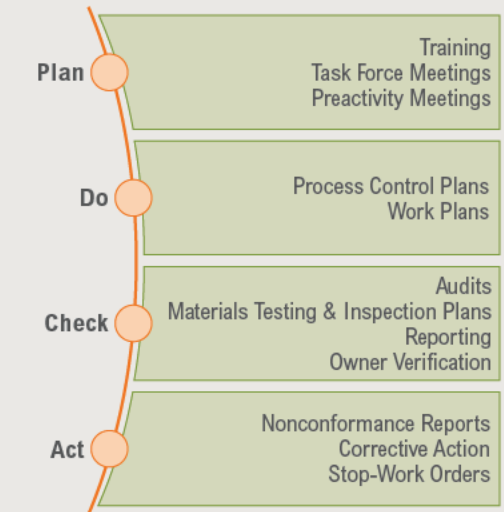 Plan
Training
Task Force Meetings
Preactivity Meetings
Do
Process Control Plans
Work Plans
Check
Audits
Materials Testing & Inspection Plans
Reporting
Owner Verification
Act
Nonconformance Reports
Corrective Action
Stop-Work Orders